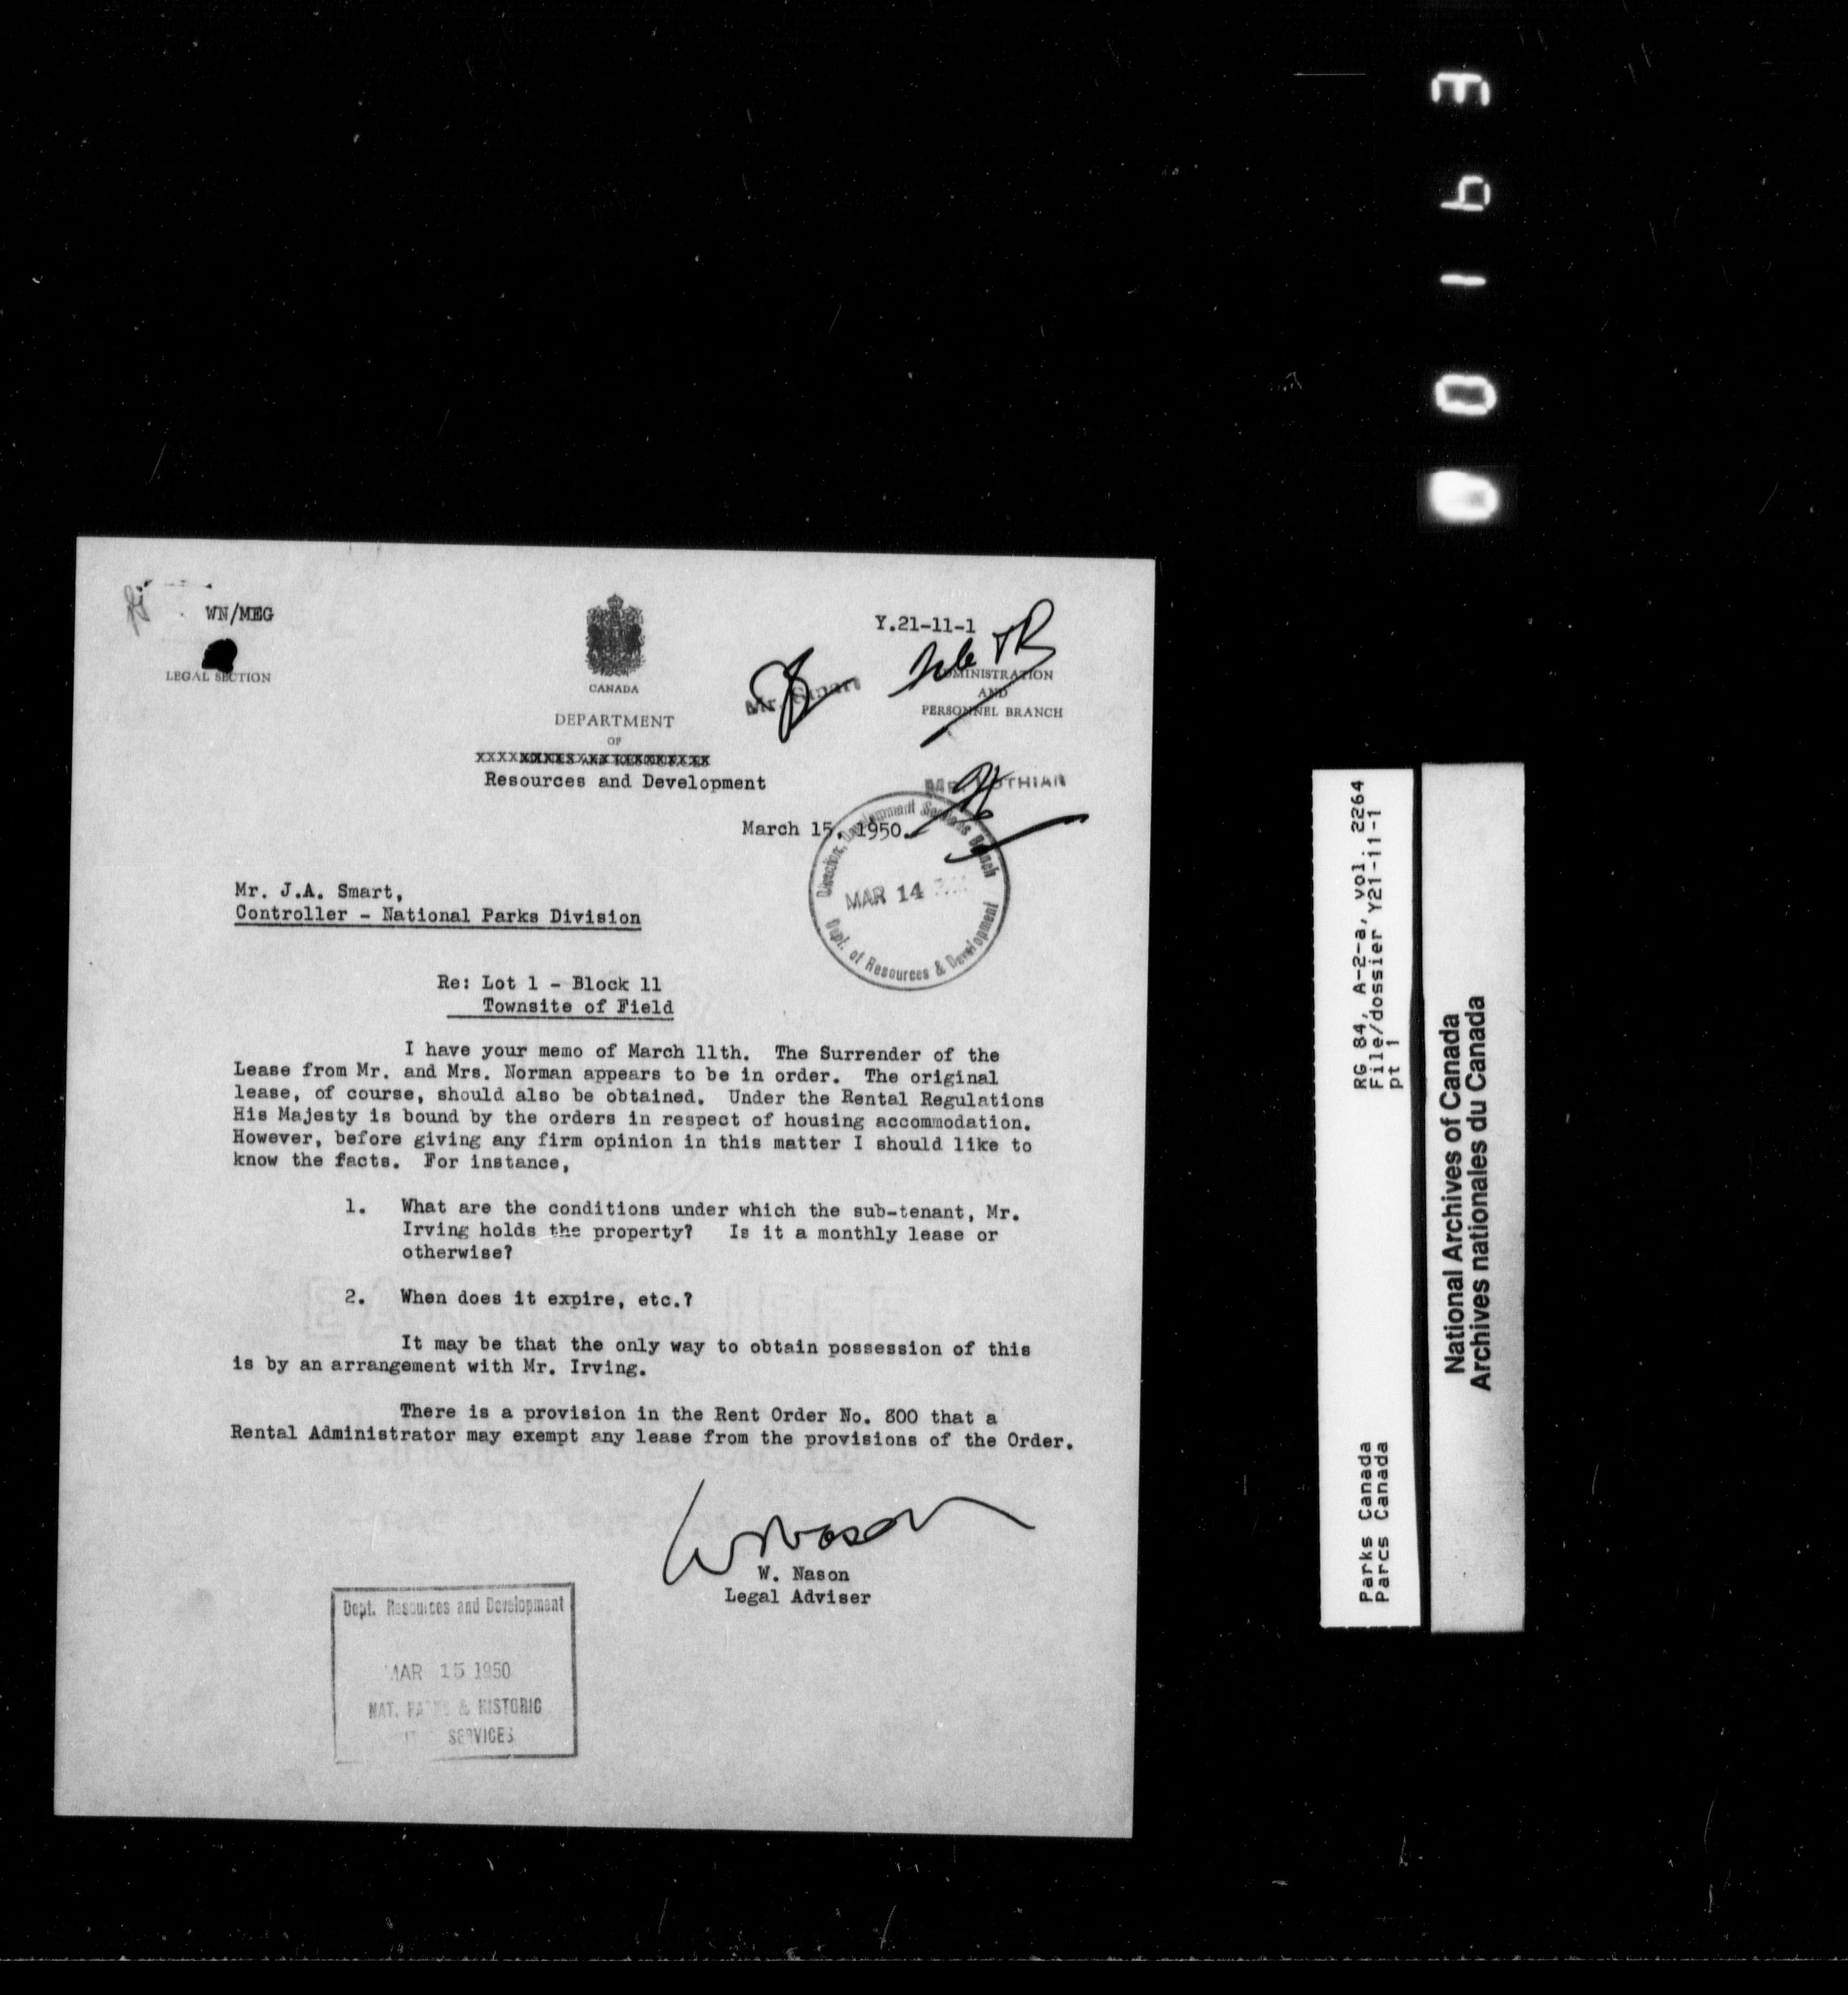 WN/MEG
Y.21-11-1
LEGAL SECTION
CANADA
ADMINISTRATION
AND
PERSONNEL BRANCH
Mr. Smart
DEPARTMENT
OF
Resources and Development
March 15, 1950.
Director, Development Services Branch
MAR 14
Dept. of Resources & Development
Mr. J.A. Smart,
Controller - National Parks Division
Re: Lot 1 - Block 11
Townsite of Field
I have your memo of March 11th. The Surrender of the
Lease from Mr. and Mrs. Norman appears to be in order. The original
lease, of course, should also be obtained. Under the Rental Regulations
His Majesty is bound by the orders in respect of housing accommodation.
However, before giving any firm opinion in this matter I should like to
know the facts. For instance,
1. What are the conditions under which the sub-tenant, Mr.
Irving holds the property? Is it a monthly lease or
otherwise?
2. When does it expire, etc.?
It may be that the only way to obtain possession of this
is by an arrangement with Mr. Irving.
There is a provision in the Rent Order No. 800 that a
Rental Administrator may exempt any lease from the provisions of the Order.
W Nason
W. Nason
Legal Adviser
Dept. Resources and Development
MAR 15 1950
NAT. PARKS & HISTORIC
SERVICES
RG 84, A-2-a, vol. 2264
File/dossier Y21-11-1
pt 1
Parks Canada
Parcs Canada
National Archives of Canada
Archives nationales du Canada